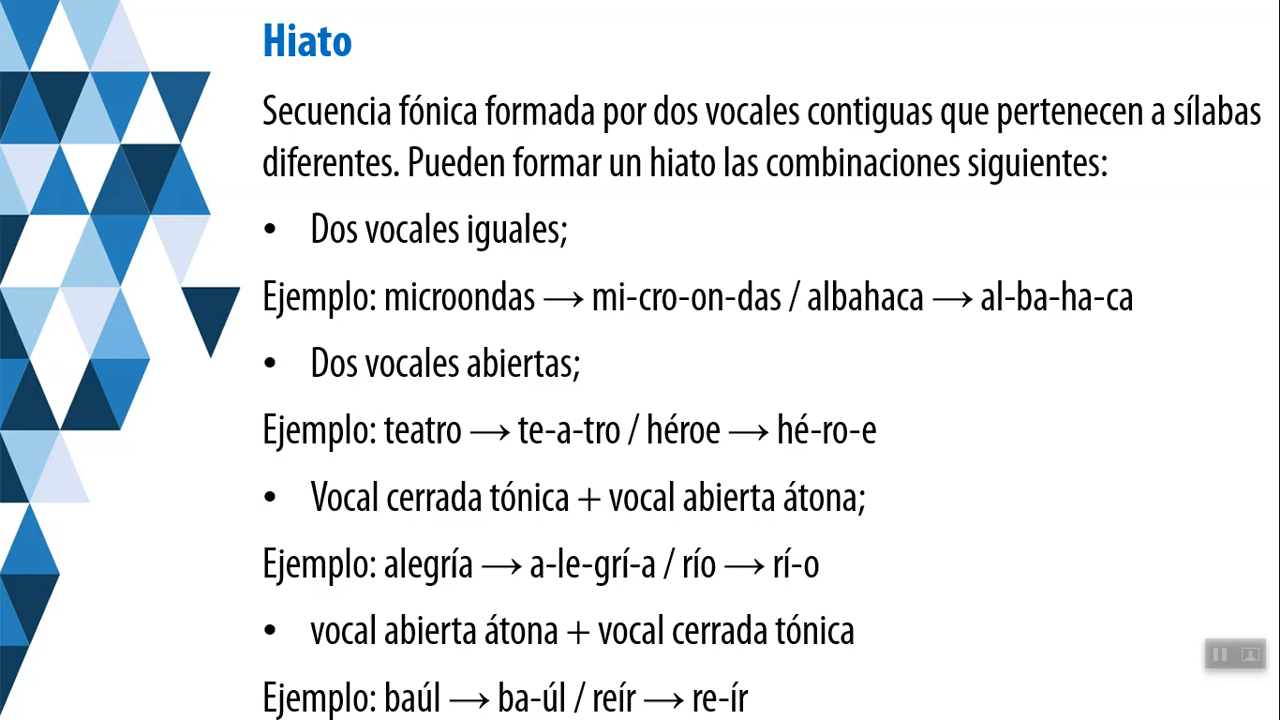 Hiato
Secuencia fónica formada por dos vocales contiguas que pertenecen a sílabas
diferentes. Pueden formar un hiato las combinaciones siguientes:
• Dos vocales iguales;
Ejemplo: microondas → mi-cro-on-das / albahaca → al-ba-ha-ca
• Dos vocales abiertas;
Ejemplo: teatro → te-a-tro / héroe → hé-ro-e
• Vocal cerrada tónica + vocal abierta átona;
Ejemplo: alegría → a-le-grí-a / río → rí-o
• vocal abierta átona + vocal cerrada tónica
Ejemplo: baúl → ba-úl / reír → re-ír